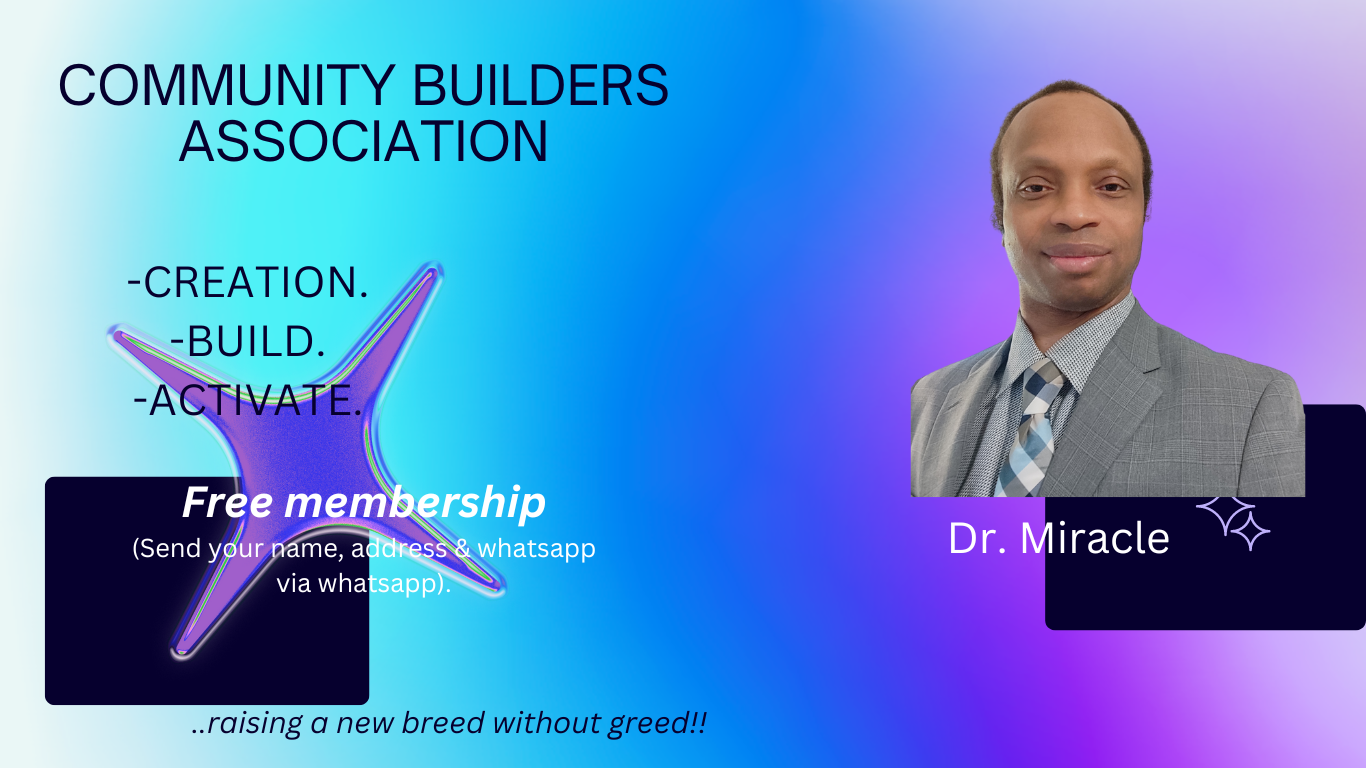 COMMUNITY BUILDERS
ASSOCIATION
-CREATION.
-BUILD.
-ACTIVATE.
Free membership
(Send your name, address & whatsapp
via whatsapp).
Dr. Miracle
..raising a new breed without greed!!